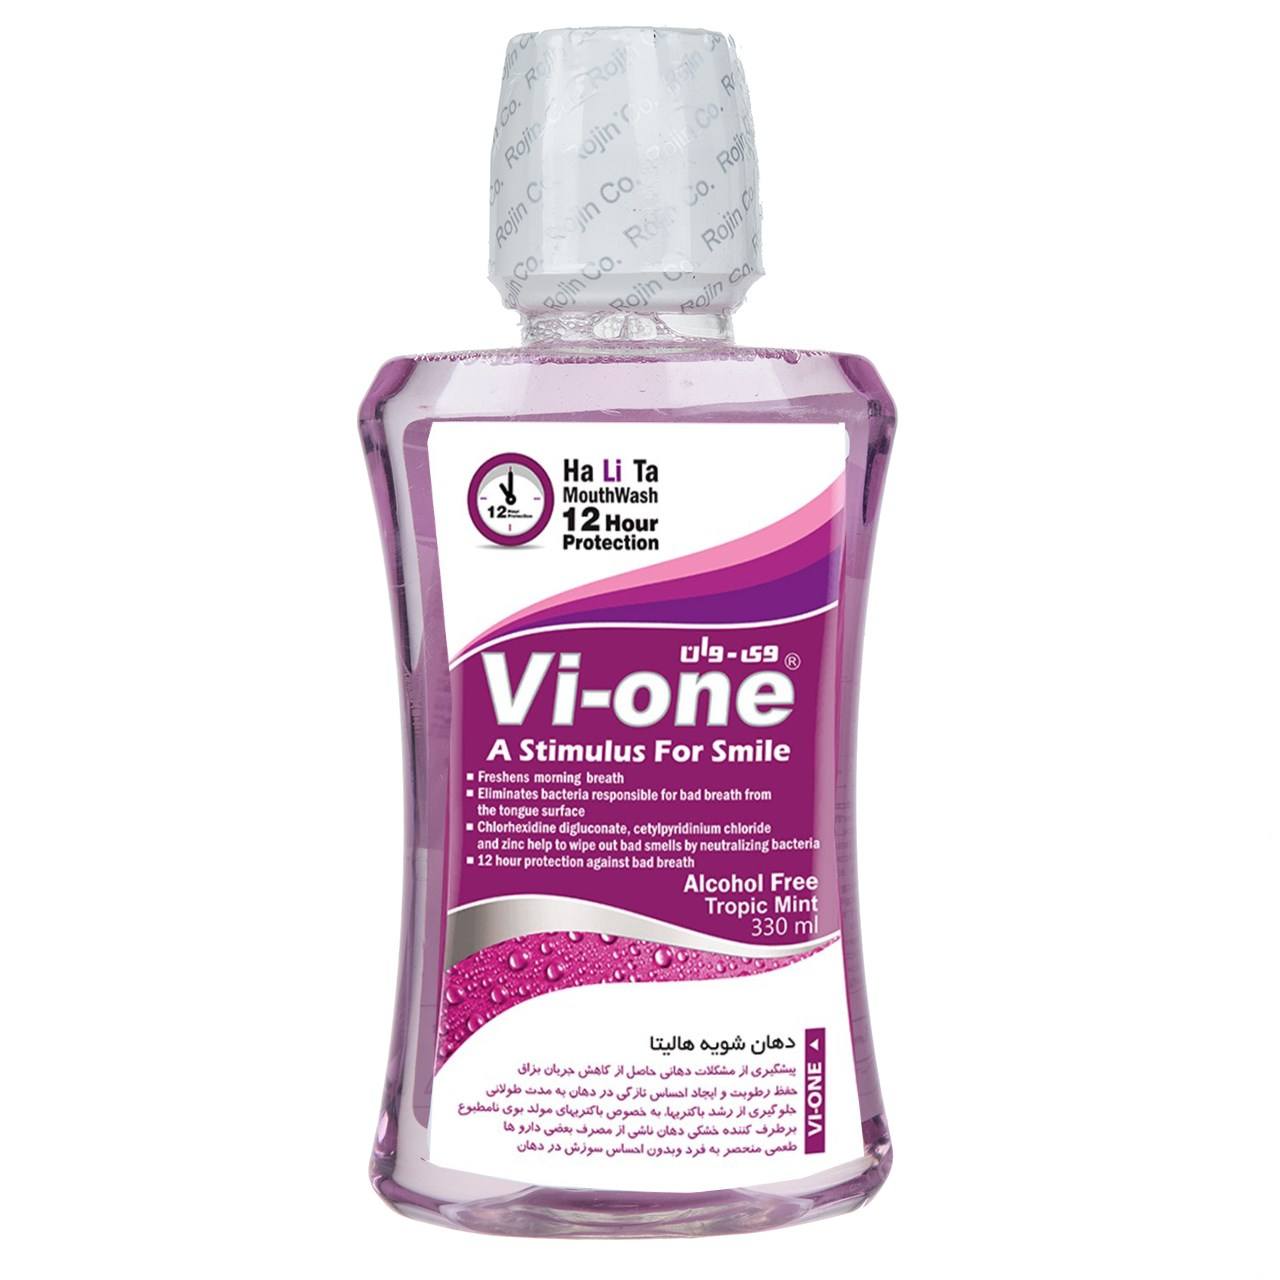 Rojin Co.
Ha Li Ta
MouthWash
12 Hour
Protection
12 Hour
Protection
وی-وان
Vi-one®
A Stimulus For Smile
▪ Freshens morning breath
▪ Eliminates bacteria responsible for bad breath from
the tongue surface
▪ Chlorhexidine digluconate, cetylpyridinium chloride
and zinc help to wipe out bad smells by neutralizing bacteria
▪ 12 hour protection against bad breath
Alcohol Free
Tropic Mint
330 ml
دهان شویه هالیتا
پیشگیری از مشکلات دهانی حاصل از کاهش جریان بزاق
حفظ رطوبت و ایجاد احساس تازگی در دهان به مدت طولانی
جلوگیری از رشد باکتریها، به خصوص باکتریهای مولد بوی نامطبوع
برطرف کننده خشکی دهان ناشی از مصرف بعضی دارو ها
طعمی منحصر به فرد وبدون احساس سوزش در دهان
VI-ONE